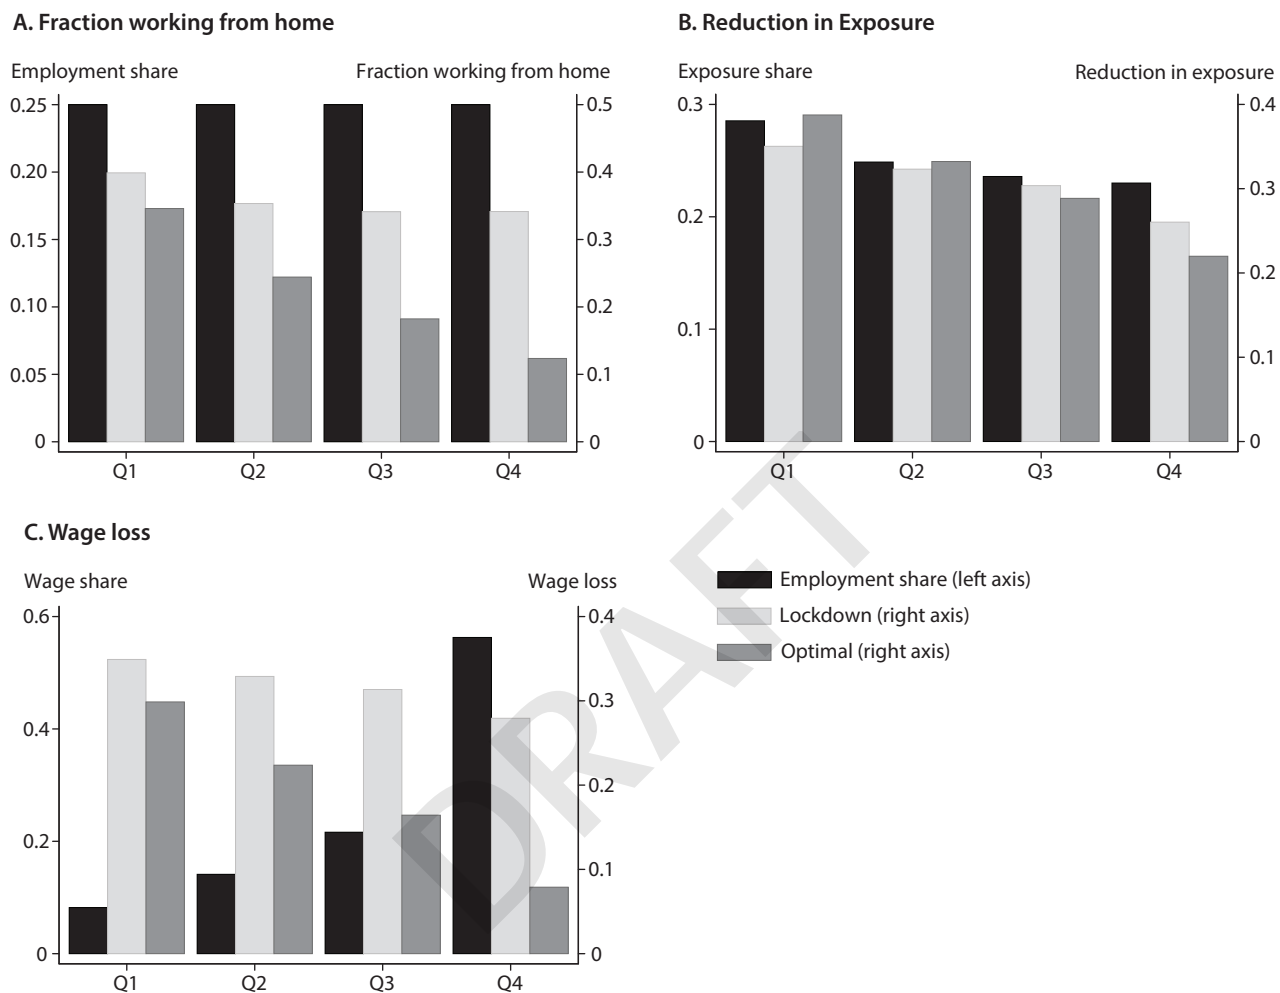 A. Fraction working from home
B. Reduction in Exposure
Employment share
Fraction working from home
Exposure share
Reduction in exposure
0.25
0.20
0.15
0.10
0.05
0
0.5
0.4
0.3
0.2
0.1
0
Q1 Q2 Q3 Q4
0.3
0.2
0.1
0
0.4
0.3
0.2
0.1
0
Q1 Q2 Q3 Q4
C. Wage loss
Wage share
Wage loss
0.6
0.4
0.2
0
0.4
0.3
0.2
0.1
0
Q1 Q2 Q3 Q4
Employment share (left axis)
Lockdown (right axis)
Optimal (right axis)
DRAFT